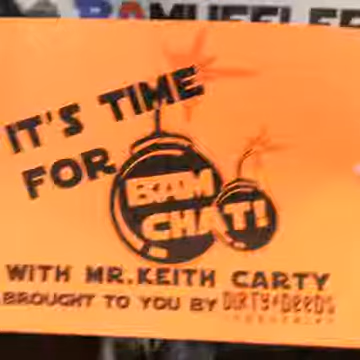 IT'S TIME
FOR BAM
CHAT!
WITH MR.KEITH CARTY
BROUGHT TO YOU BY DIRTY DEEDS